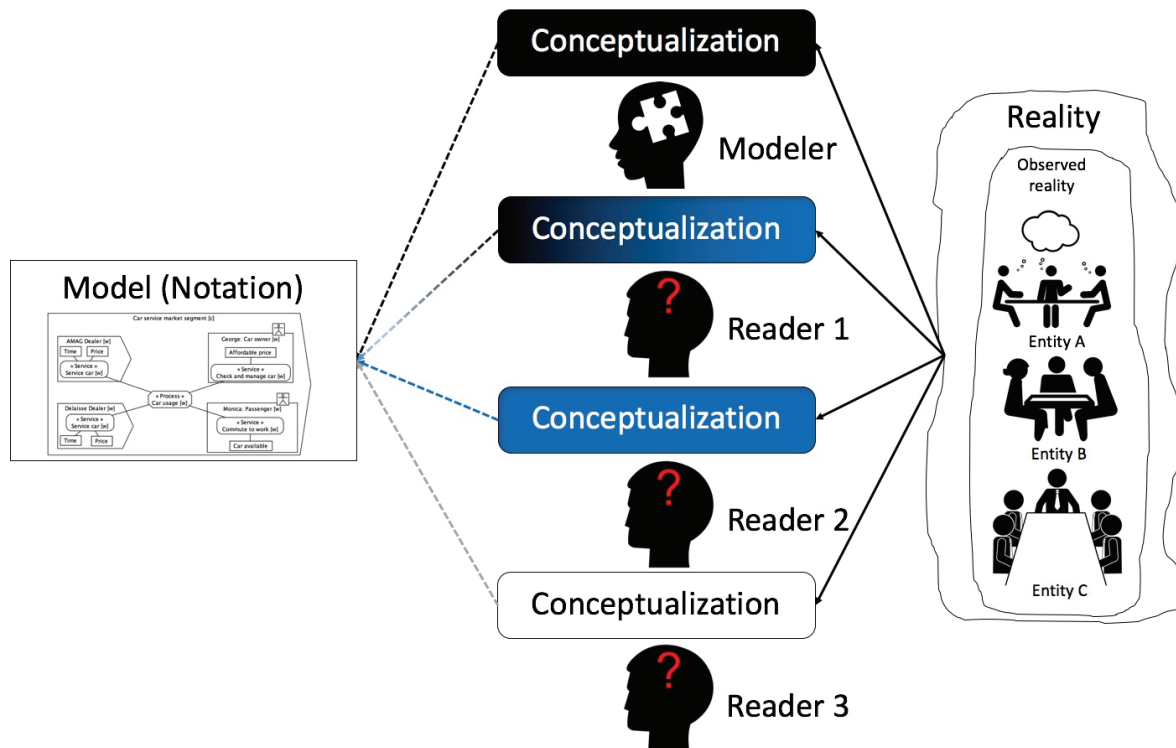 Conceptualization
Modeler
Conceptualization
Reader 1
Conceptualization
Reader 2
Conceptualization
Reader 3
Model (Notation)
Car service market segment [c]
AMAG Dealer [w]
Time
Price
« Service »
Service car [w]
George: Car owner [w]
Affordable price
« Service »
Check and manage car [w]
« Process »
Car usage [w]
Delaisse Dealer [w]
« Service »
Service car [w]
Time
Price
Monica: Passenger [w]
« Service »
Commute to work [w]
Car available
Reality
Observed
reality
Entity A
Entity B
Entity C
?
?
?